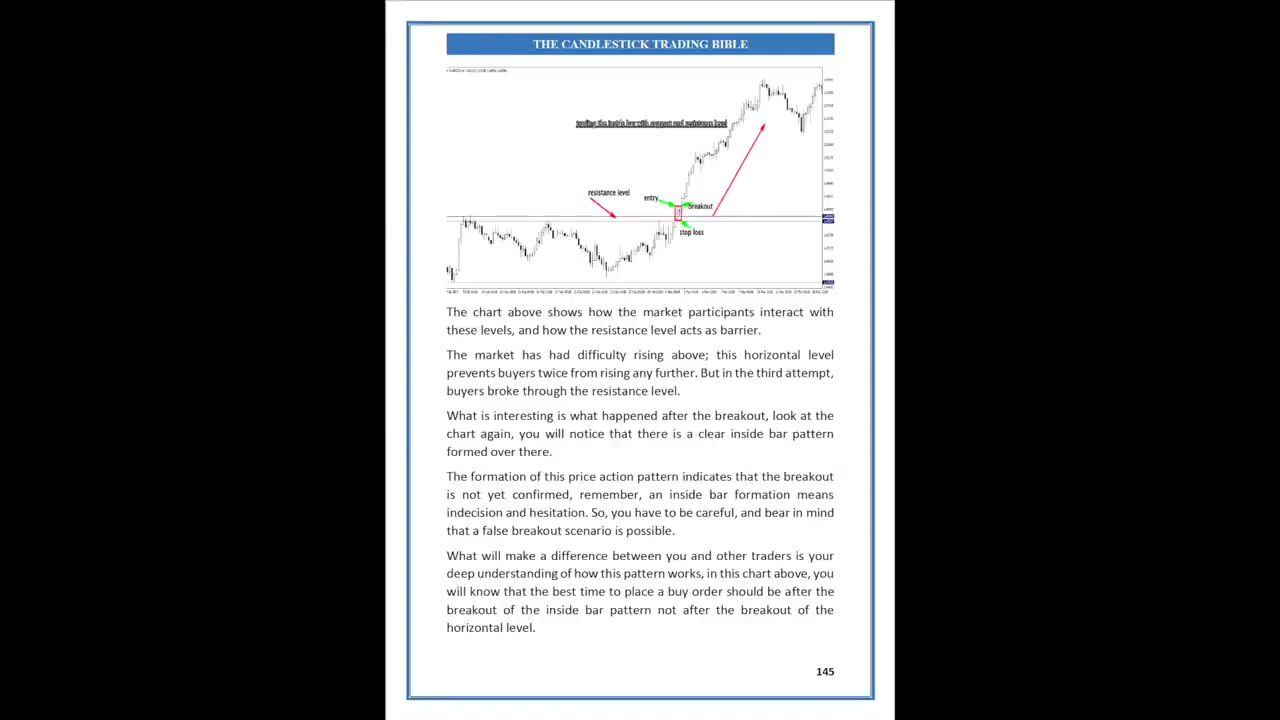 THE CANDLESTICK TRADING BIBLE
trading the inside bar with support and resistance level
resistance level
entry
breakout
stop loss
The chart above shows how the market participants interact with
these levels, and how the resistance level acts as barrier.
The market has had difficulty rising above; this horizontal level
prevents buyers twice from rising any further. But in the third attempt,
buyers broke through the resistance level.
What is interesting is what happened after the breakout, look at the
chart again, you will notice that there is a clear inside bar pattern
formed over there.
The formation of this price action pattern indicates that the breakout
is not yet confirmed, remember, an inside bar formation means
indecision and hesitation. So, you have to be careful, and bear in mind
that a false breakout scenario is possible.
What will make a difference between you and other traders is your
deep understanding of how this pattern works, in this chart above, you
will know that the best time to place a buy order should be after the
breakout of the inside bar pattern not after the breakout of the
horizontal level.
145